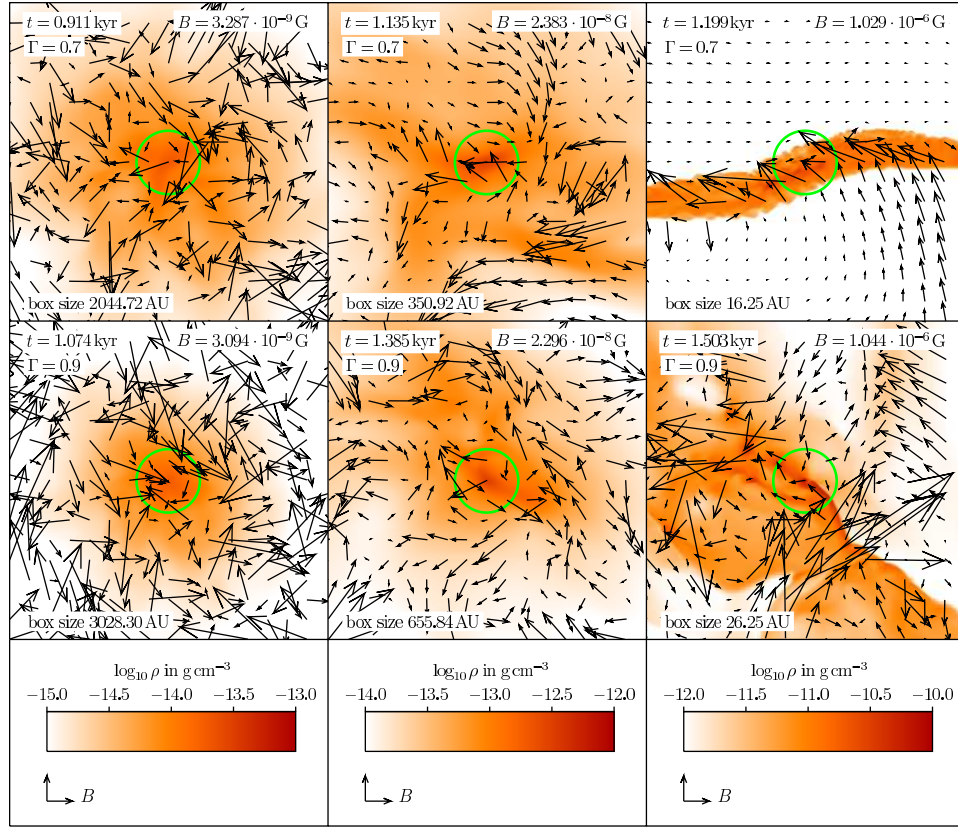 t = 1.135 kyr B = 2.383 · 10⁻⁸ G
t = 0.911 kyr B = 3.287 · 10⁻⁹ G
t = 1.199 kyr B = 1.029 · 10⁻⁶ G
Γ = 0.7
Γ = 0.7
Γ = 0.7
box size 2044.72 AU
box size 350.92 AU
box size 16.25 AU
t = 1.074 kyr B = 3.094 · 10⁻⁹ G
t = 1.385 kyr B = 2.296 · 10⁻⁸ G
t = 1.503 kyr B = 1.044 · 10⁻⁶ G
Γ = 0.9
Γ = 0.9
Γ = 0.9
box size 3028.30 AU
box size 655.84 AU
box size 26.25 AU
log₁₀ ρ in g cm⁻³
−15.0 −14.5 −14.0 −13.5 −13.0
B
log₁₀ ρ in g cm⁻³
−14.0 −13.5 −13.0 −12.5 −12.0
B
log₁₀ ρ in g cm⁻³
−12.0 −11.5 −11.0 −10.5 −10.0
B